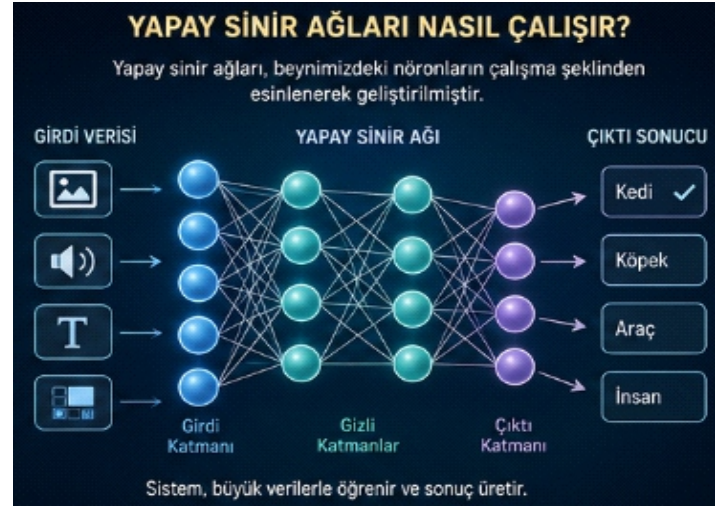 YAPAY SİNİR AĞLARI NASIL ÇALIŞIR?
Yapay sinir ağları, beynimizdeki nöronların çalışma şeklinden
esinlenerek geliştirilmiştir.
GİRDİ VERİSİ
YAPAY SİNİR AĞI
ÇIKTI SONUCU
T
Kedi
Köpek
Araç
İnsan
Girdi
Katmanı
Gizli
Katmanlar
Çıktı
Katmanı
Sistem, büyük verilerle öğrenir ve sonuç üretir.